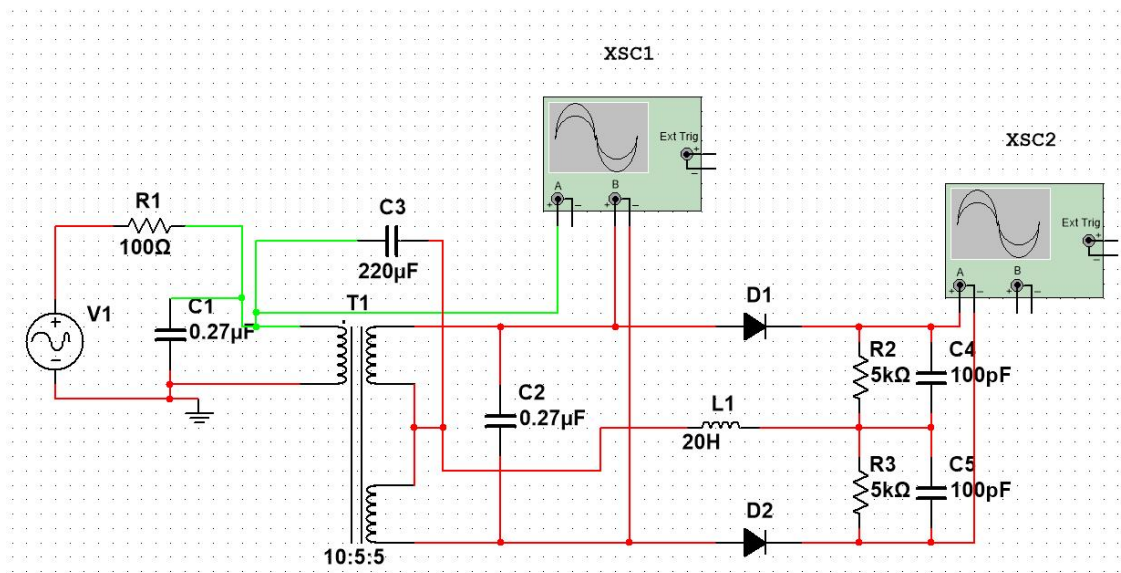 XSC1
Ext Trig
+
−
A
B
+ − + −
XSC2
Ext Trig
+
−
A
B
+ − + −
R1
100Ω
C3
220µF
V1
+
−
C1
0.27µF
T1
10:5:5
C2
0.27µF
D1
L1
20H
D2
R2
5kΩ
C4
100pF
R3
5kΩ
C5
100pF